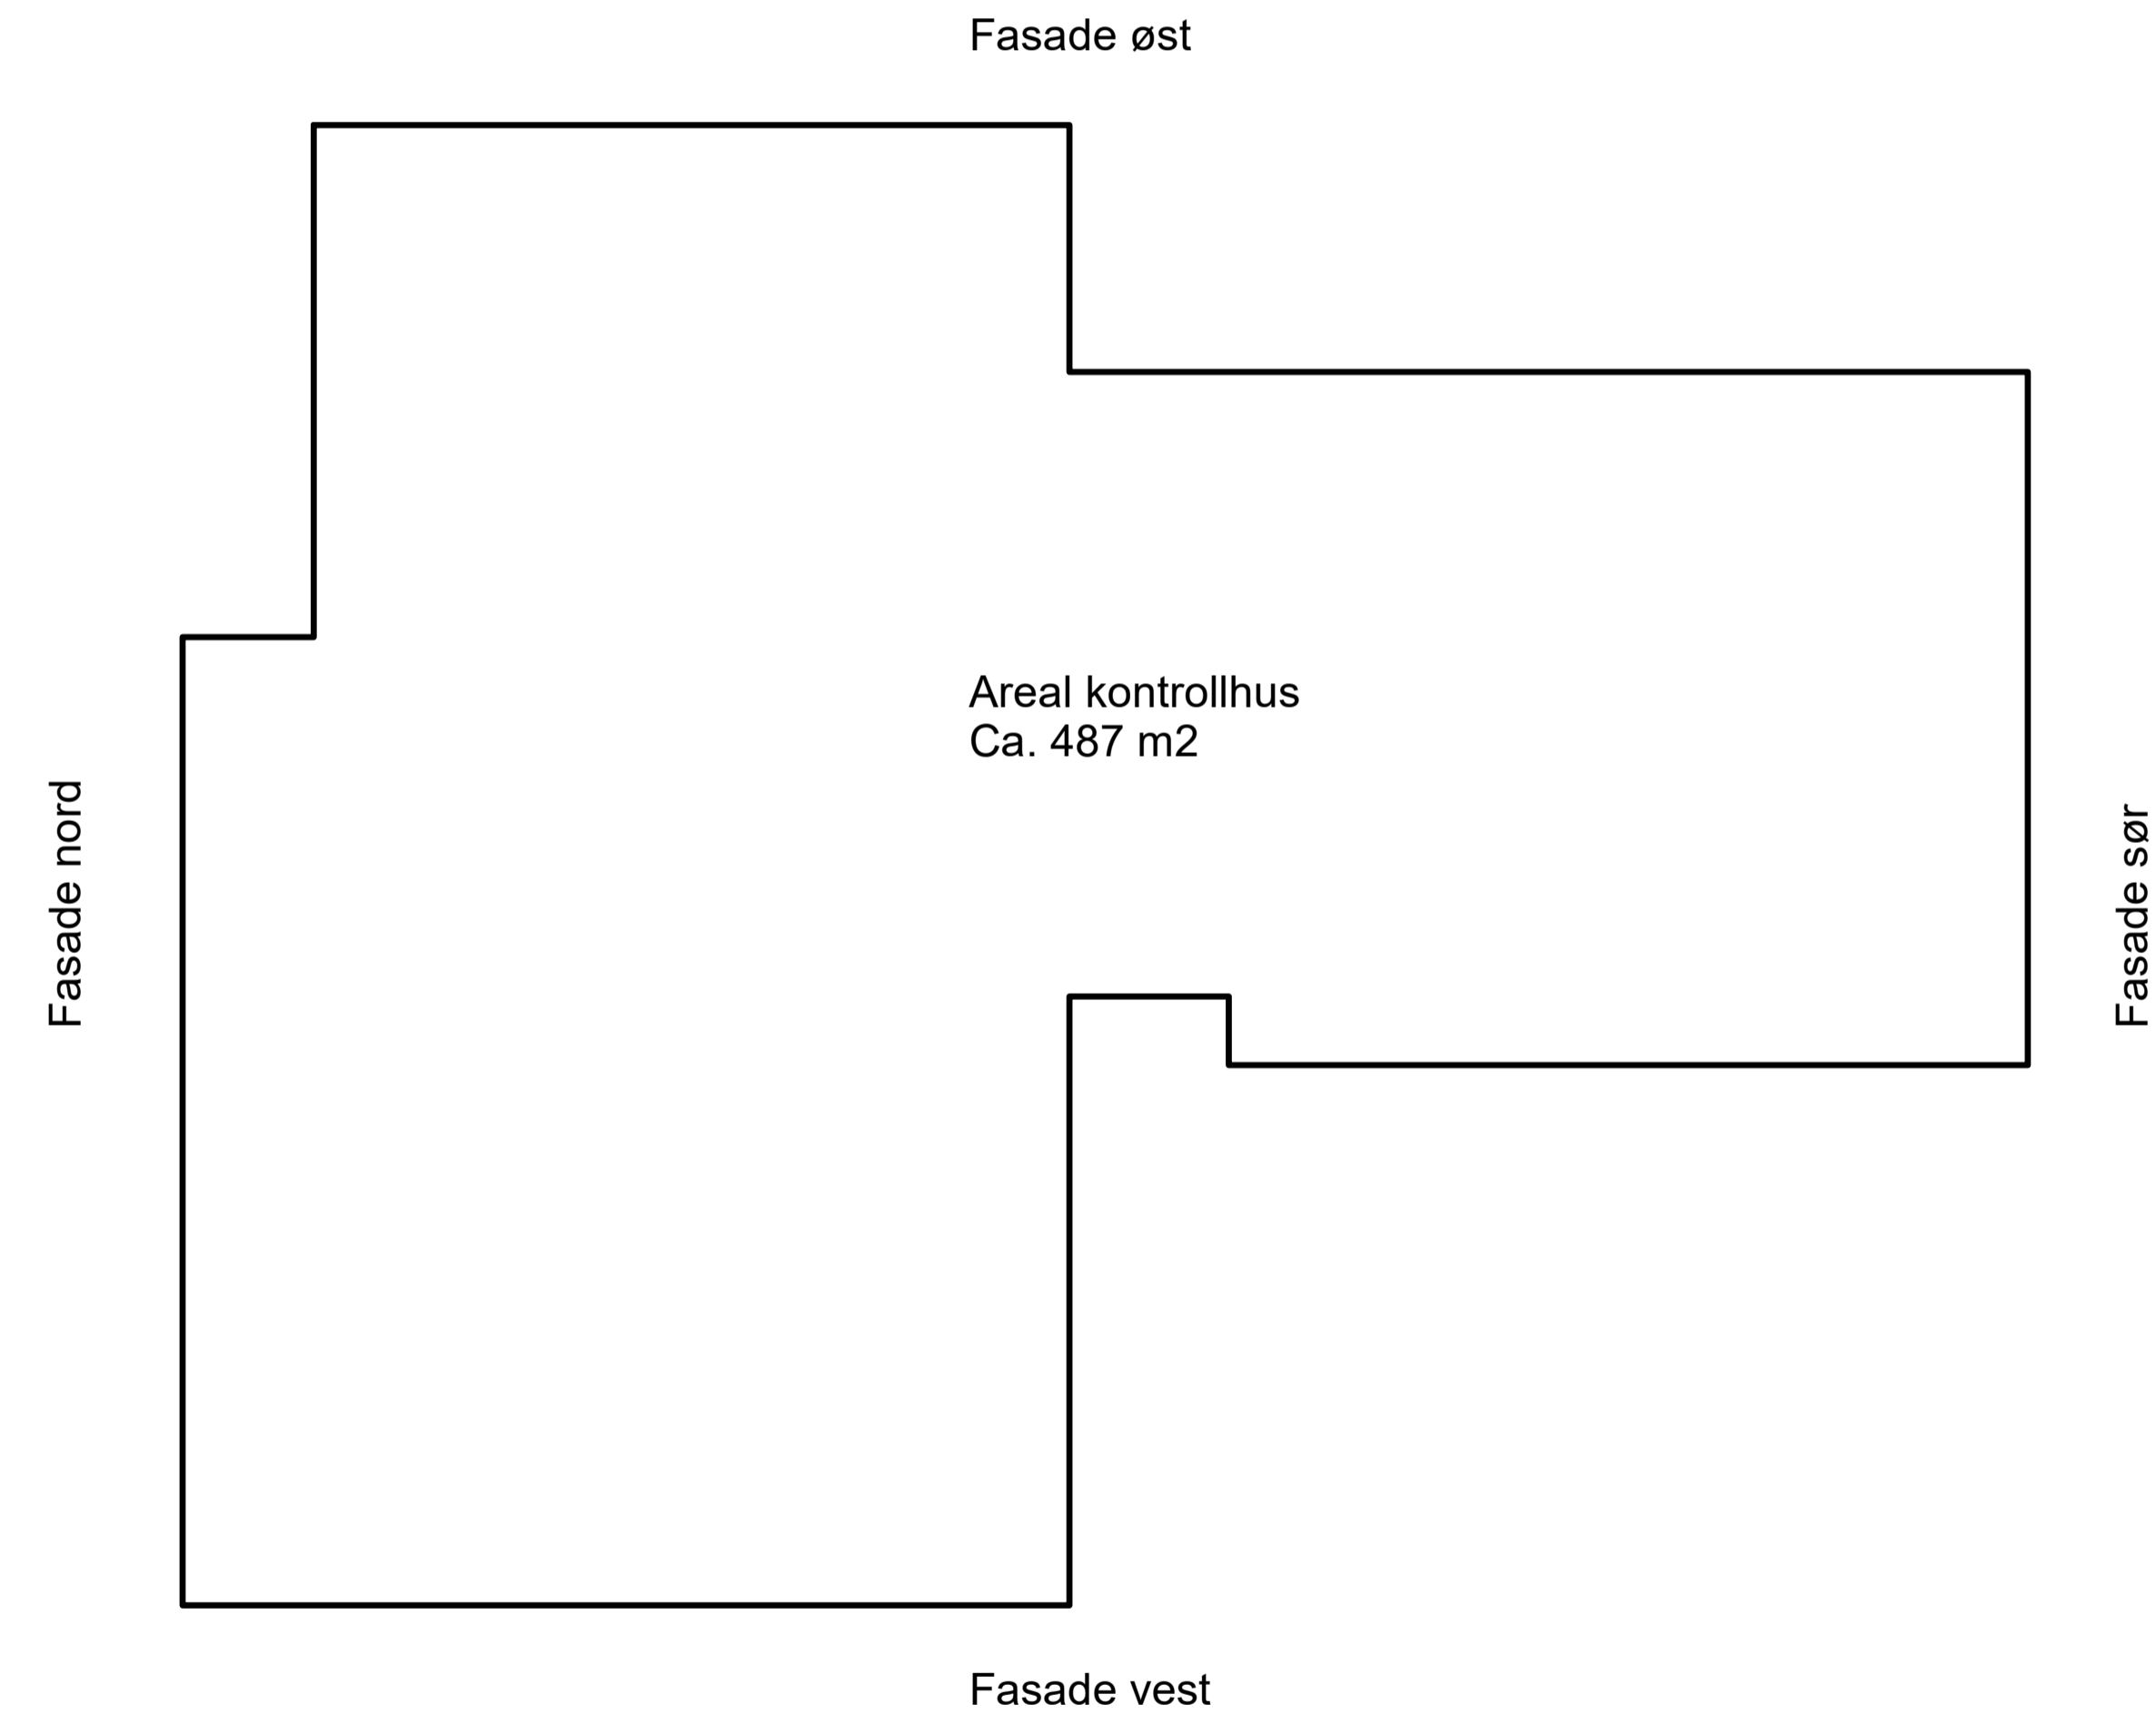 Fasade øst
Areal kontrollhus
Ca. 487 m2
Fasade nord
Fasade sør
Fasade vest